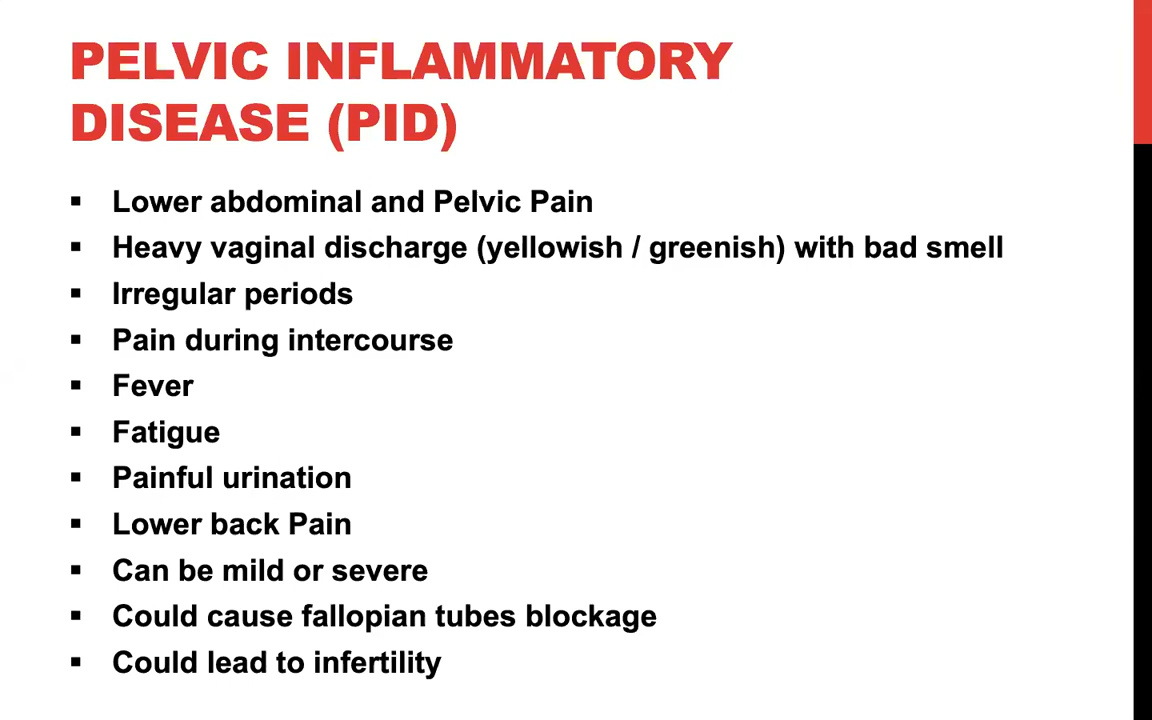 PELVIC INFLAMMATORY
DISEASE (PID)
▪ Lower abdominal and Pelvic Pain
▪ Heavy vaginal discharge (yellowish / greenish) with bad smell
▪ Irregular periods
▪ Pain during intercourse
▪ Fever
▪ Fatigue
▪ Painful urination
▪ Lower back Pain
▪ Can be mild or severe
▪ Could cause fallopian tubes blockage
▪ Could lead to infertility